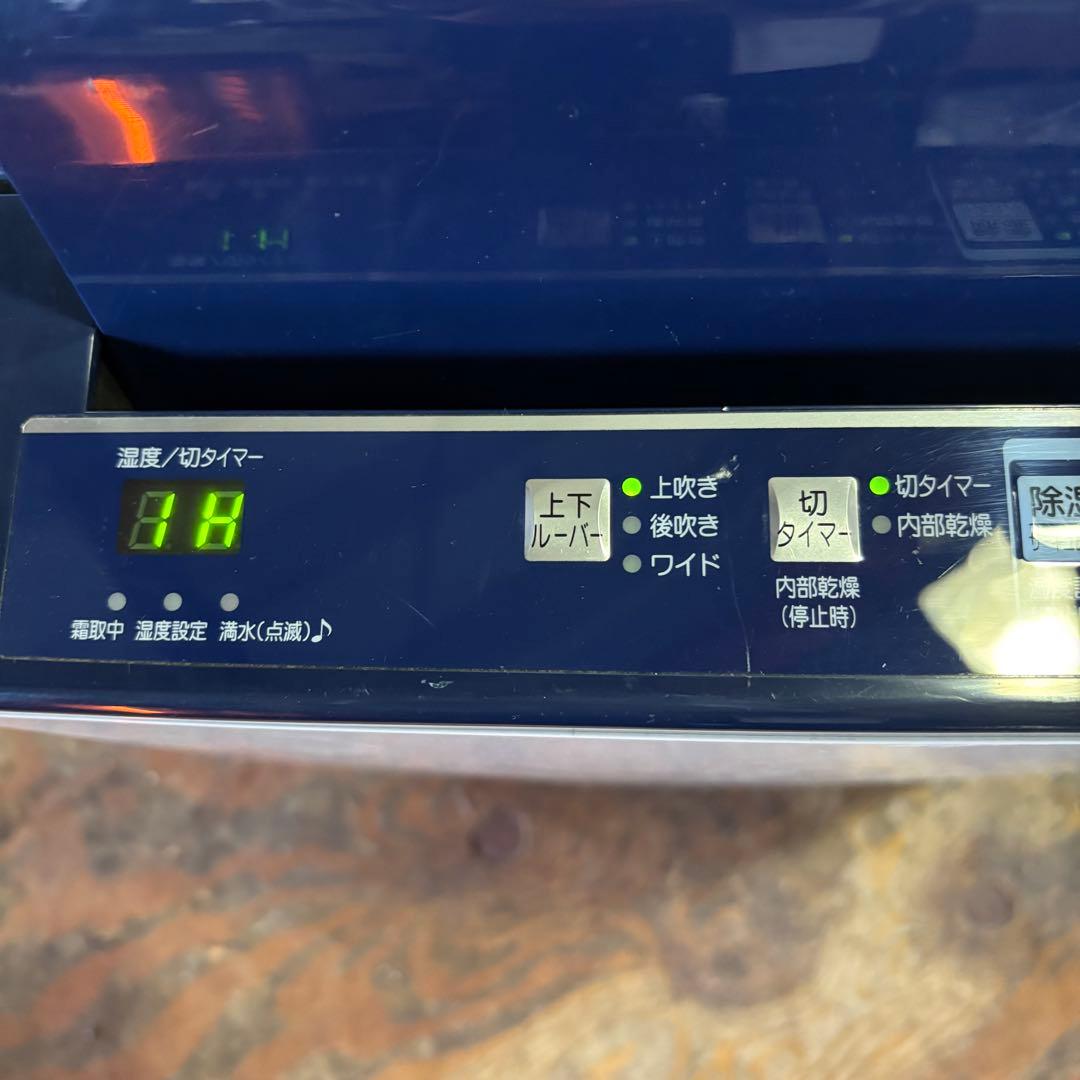 湿度/切タイマー
1H
霜取中 湿度設定 満水(点滅)♪
上下
ルーバー
上吹き
後吹き
ワイド
切
タイマー
切タイマー
内部乾燥
内部乾燥
(停止時)
除湿